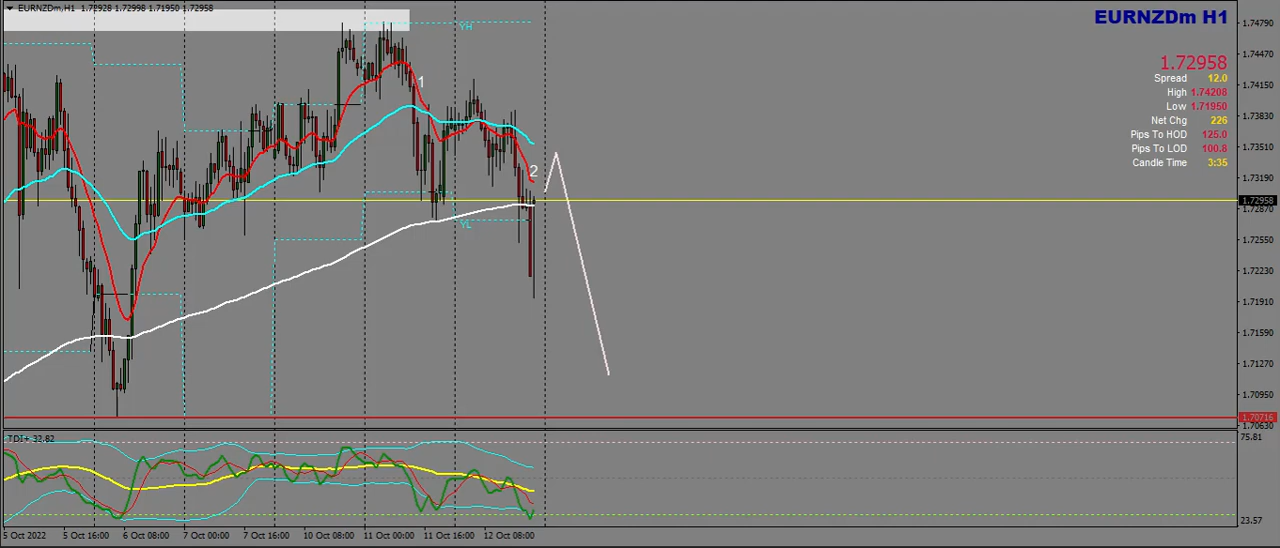 EURNZDm,H1 1.72928 1.72998 1.71950 1.72958
EURNZDm H1
1.72958
Spread 12.0
High 1.74208
Low 1.71950
Net Chg 226
Pips To HOD 125.0
Pips To LOD 100.8
Candle Time 3:35
YH
1
2
YL
1.74790
1.74470
1.74150
1.73830
1.73510
1.73190
1.72958
1.72870
1.72550
1.72230
1.71910
1.71590
1.71270
1.70950
1.70716
1.70630
TDI+ 32.82
75.81
23.57
5 Oct 2022 5 Oct 16:00 6 Oct 08:00 7 Oct 00:00 7 Oct 16:00 10 Oct 08:00 11 Oct 00:00 11 Oct 16:00 12 Oct 08:00